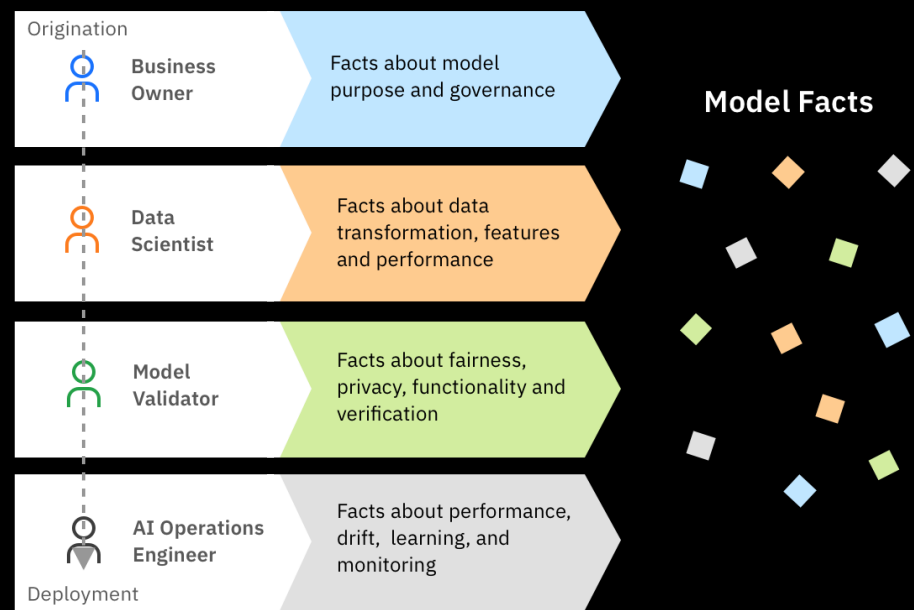 Origination
Business
Owner
Facts about model
purpose and governance
Model Facts
Data
Scientist
Facts about data
transformation, features
and performance
Model
Validator
Facts about fairness,
privacy, functionality and
verification
AI Operations
Engineer
Facts about performance,
drift,  learning, and
monitoring
Deployment